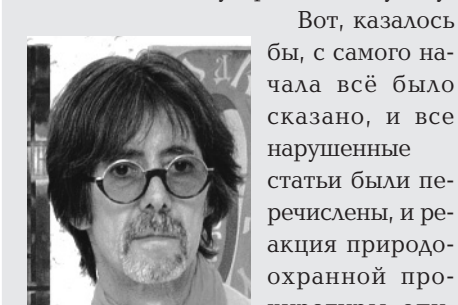 Вот, казалось
бы, с самого на-
чала всё было
сказано, и все
нарушенные
статьи были пе-
речислены, и ре-
акция природо-
охранной про-